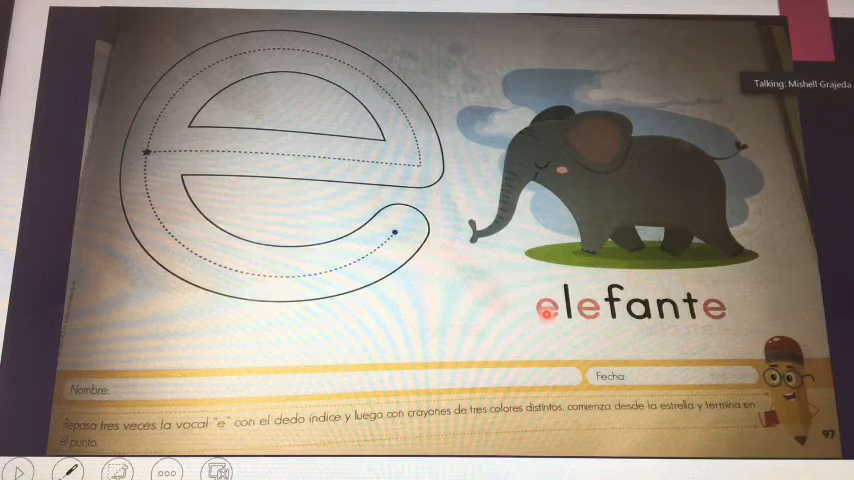 Talking: Mishell Grajeda
elefante
Nombre:
Fecha:
Repasa tres veces la vocal "e" con el dedo índice y luego con crayones de tres colores distintos, comienza desde la estrella y termina en
el punto.
97